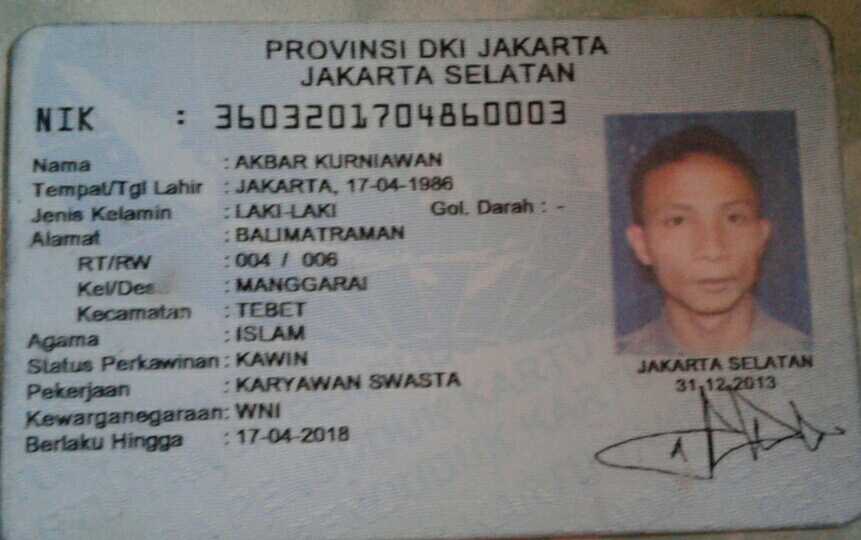 PROVINSI DKI JAKARTA
JAKARTA SELATAN
NIK : 3603201704860003
Nama : AKBAR KURNIAWAN
Tempat/Tgl Lahir : JAKARTA, 17-04-1986
Jenis Kelamin : LAKI-LAKI Gol. Darah : -
Alamat : BALIMATRAMAN
RT/RW : 004 / 006
Kel/Des : MANGGARAI
Kecamatan : TEBET
Agama : ISLAM
Status Perkawinan : KAWIN
Pekerjaan : KARYAWAN SWASTA
Kewarganegaraan: WNI
Berlaku Hingga : 17-04-2018
JAKARTA SELATAN
31-12-2013